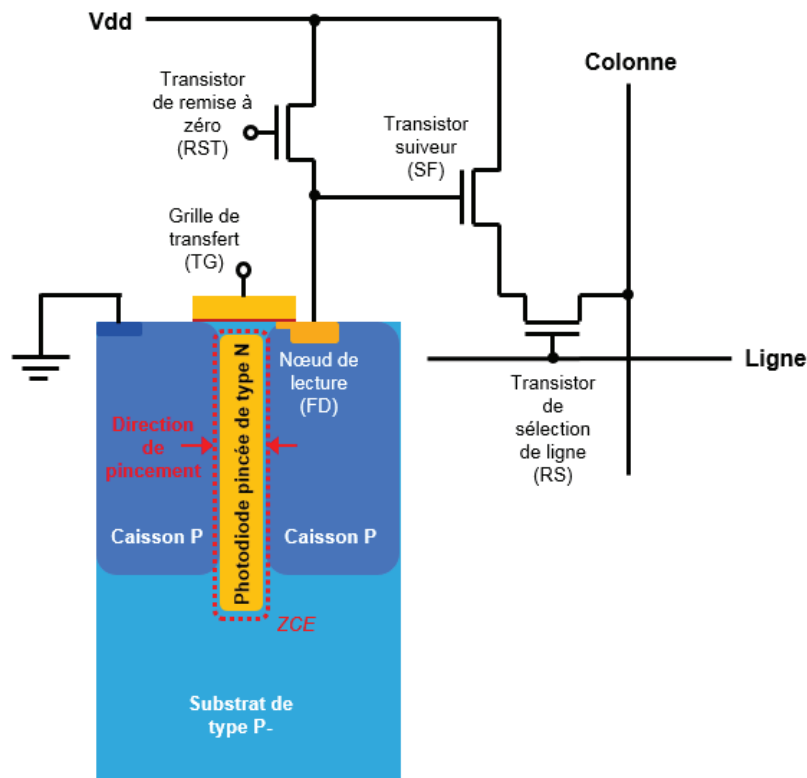 Vdd
Colonne
Transistor
de remise à
zéro
(RST)
Transistor
suiveur
(SF)
Grille de
transfert
(TG)
Nœud de
lecture
(FD)
Ligne
Transistor
de
sélection
de ligne
(RS)
Direction
de
pincement
Photodiode pincée de type N
Caisson P
Caisson P
ZCE
Substrat de
type P-